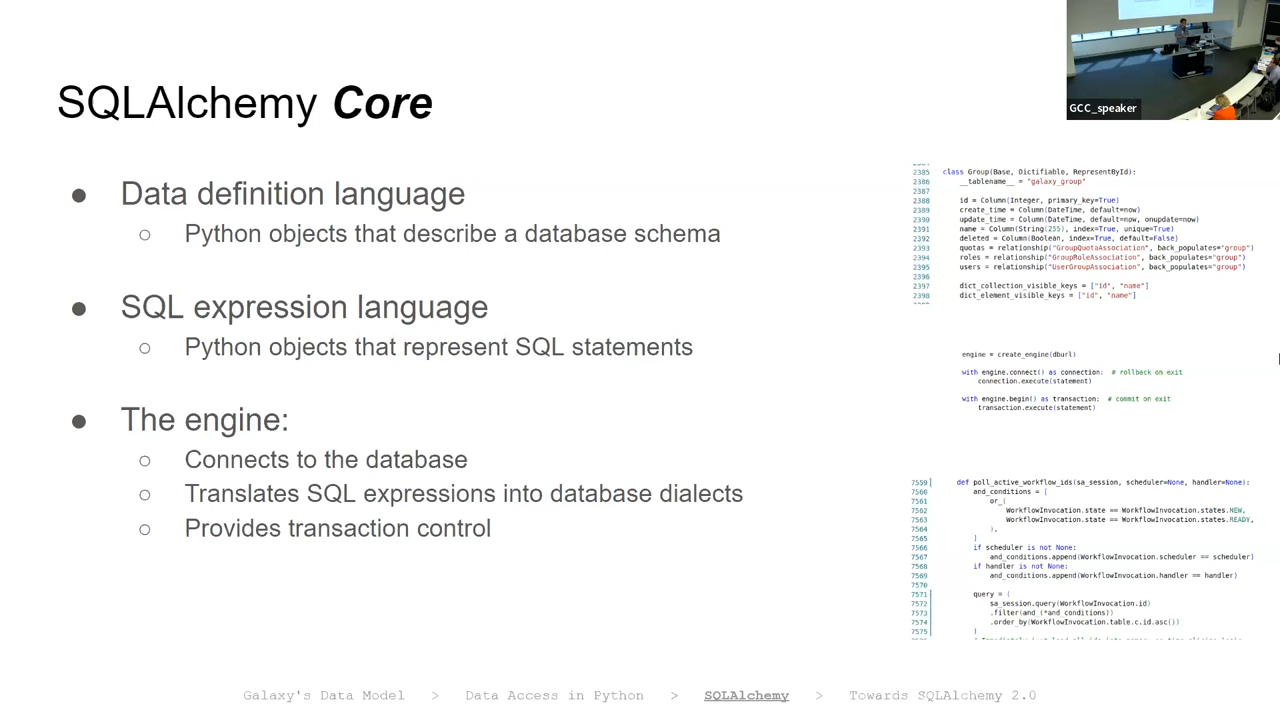 GCC_speaker
SQLAlchemy Core
● Data definition language
○ Python objects that describe a database schema
● SQL expression language
○ Python objects that represent SQL statements
● The engine:
○ Connects to the database
○ Translates SQL expressions into database dialects
○ Provides transaction control
2385 class Group(Base, Dictifiable, RepresentById):
2386 __tablename__ = "galaxy_group"
2387
2388 id = Column(Integer, primary_key=True)
2389 create_time = Column(DateTime, default=now)
2390 update_time = Column(DateTime, default=now, onupdate=now)
2391 name = Column(String(255), index=True, unique=True)
2392 deleted = Column(Boolean, index=True, default=False)
2393 quotas = relationship("GroupQuotaAssociation", back_populates="group")
2394 roles = relationship("GroupRoleAssociation", back_populates="group")
2395 users = relationship("UserGroupAssociation", back_populates="group")
2396
2397 dict_collection_visible_keys = ["id", "name"]
2398 dict_element_visible_keys = ["id", "name"]
engine = create_engine(dburl)
with engine.connect() as connection: # rollback on exit
connection.execute(statement)
with engine.begin() as transaction: # commit on exit
transaction.execute(statement)
7559 def poll_active_workflow_ids(sa_session, scheduler=None, handler=None):
7560 and_conditions = [
7561 or_(
7562 WorkflowInvocation.state == WorkflowInvocation.states.NEW,
7563 WorkflowInvocation.state == WorkflowInvocation.states.READY,
7564 ),
7565 ]
7566 if scheduler is not None:
7567 and_conditions.append(WorkflowInvocation.scheduler == scheduler)
7568 if handler is not None:
7569 and_conditions.append(WorkflowInvocation.handler == handler)
7570
7571 query = (
7572 sa_session.query(WorkflowInvocation.id)
7573 .filter(and_(*and_conditions))
7574 .order_by(WorkflowInvocation.table.c.id.asc())
7575 )
Galaxy's Data Model > Data Access in Python > SQLAlchemy > Towards SQLAlchemy 2.0